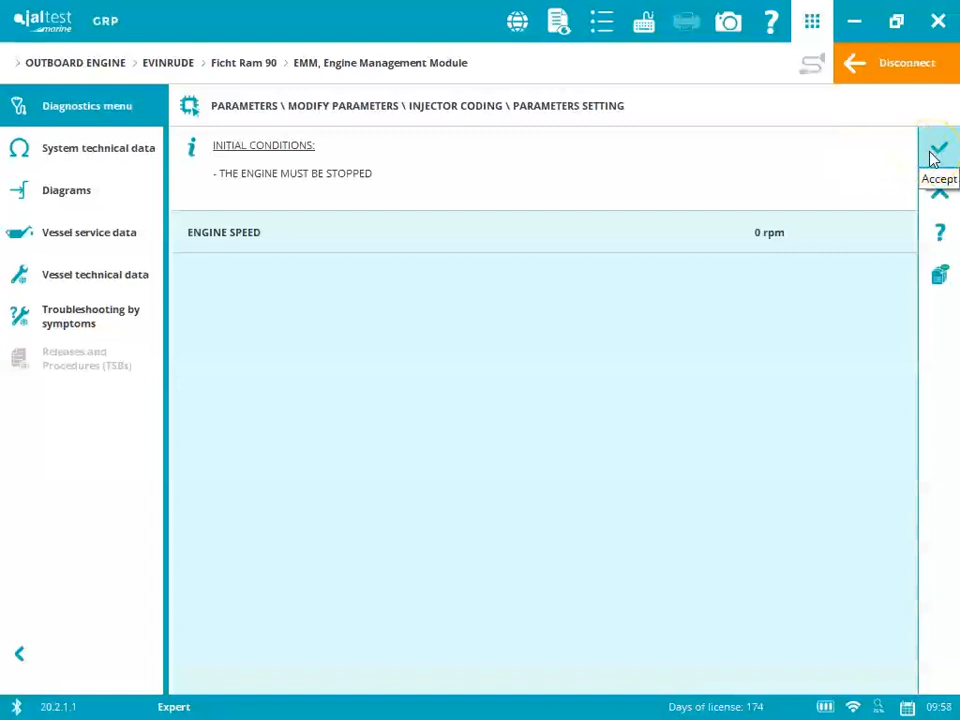 jaltest
marine
GRP
OUTBOARD ENGINE
EVINRUDE
Ficht Ram 90
EMM, Engine Management Module
Disconnect
Diagnostics menu
PARAMETERS \ MODIFY PARAMETERS \ INJECTOR CODING \ PARAMETERS SETTING
System technical data
Diagrams
Vessel service data
Vessel technical data
Troubleshooting by
symptoms
Releases and
Procedures (TSBs)
INITIAL CONDITIONS:
- THE ENGINE MUST BE STOPPED
ENGINE SPEED
0 rpm
Accept
20.2.1.1
Expert
Days of license: 174
09:58